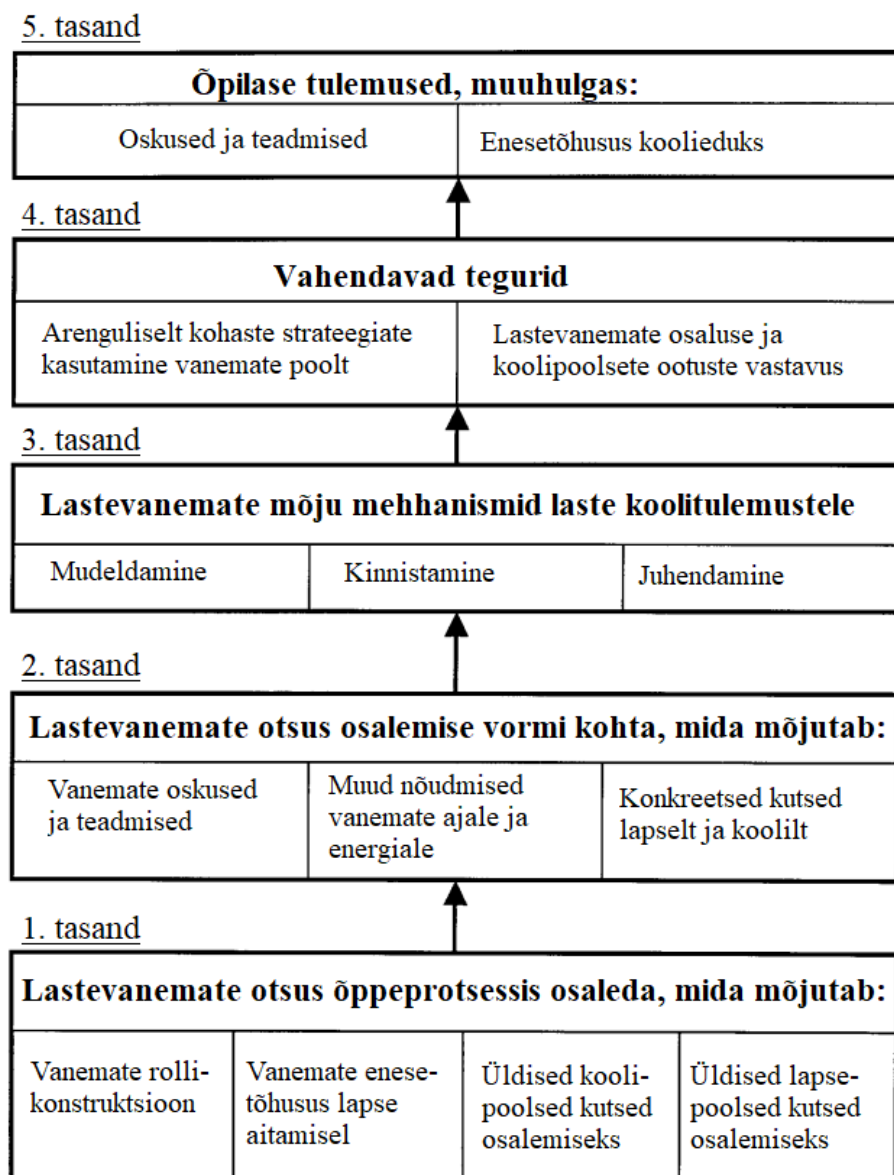 5. tasand
Õpilase tulemused, muuhulgas:
Oskused ja teadmised
Enesetõhusus koolieduks
4. tasand
Vahendavad tegurid
Arenguliselt kohaste strateegiate
kasutamine vanemate poolt
Lastevanemate osaluse ja
koolipoolsete ootuste vastavus
3. tasand
Lastevanemate mõju mehhanismid laste koolitulemustele
Mudeldamine
Kinnistamine
Juhendamine
2. tasand
Lastevanemate otsus osalemise vormi kohta, mida mõjutab:
Vanemate oskused
ja teadmised
Muud nõudmised
vanemate ajale ja
energiale
Konkreetsed kutsed
lapselt ja koolilt
1. tasand
Lastevanemate otsus õppeprotsessis osaleda, mida mõjutab:
Vanemate rolli-
konstruktsioon
Vanemate enese-
tõhusus lapse
aitamisel
Üldised kooli-
poolsed kutsed
osalemiseks
Üldised lapse-
poolsed kutsed
osalemiseks